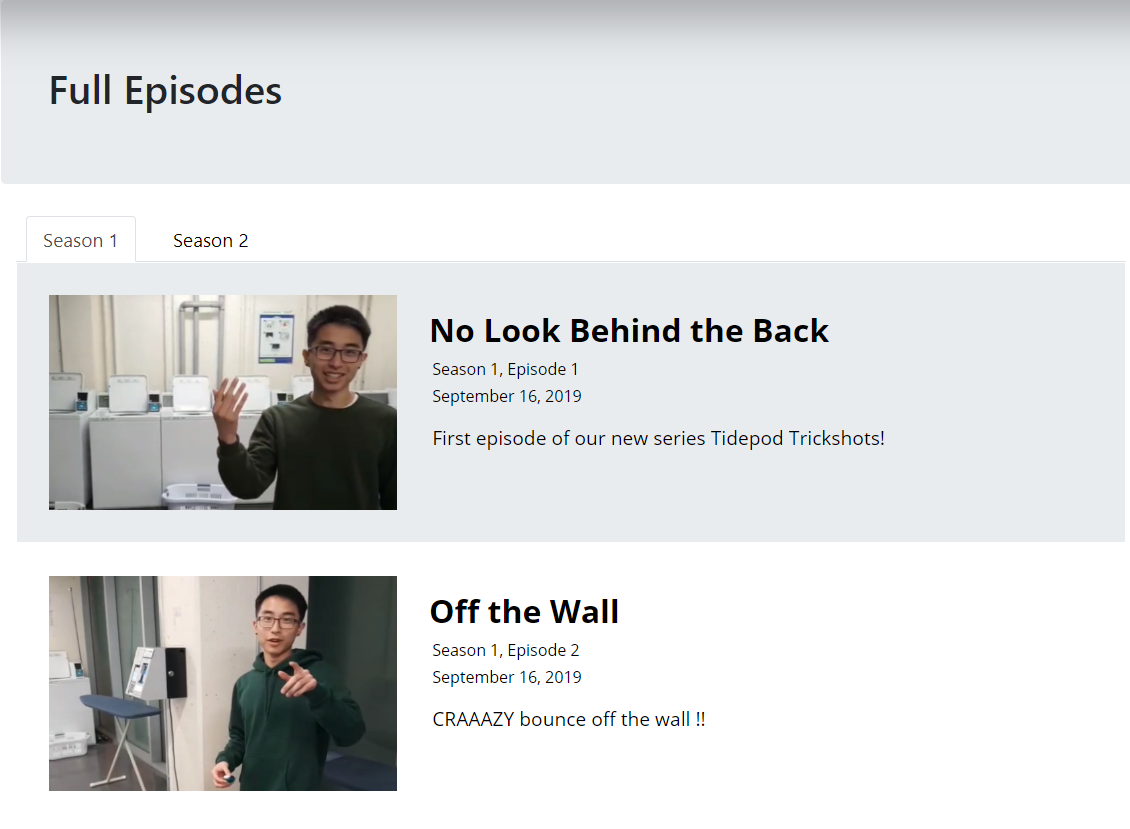 Full Episodes
Season 1
Season 2
No Look Behind the Back
Season 1, Episode 1
September 16, 2019
First episode of our new series Tidepod Trickshots!
Off the Wall
Season 1, Episode 2
September 16, 2019
CRAAAZY bounce off the wall !!